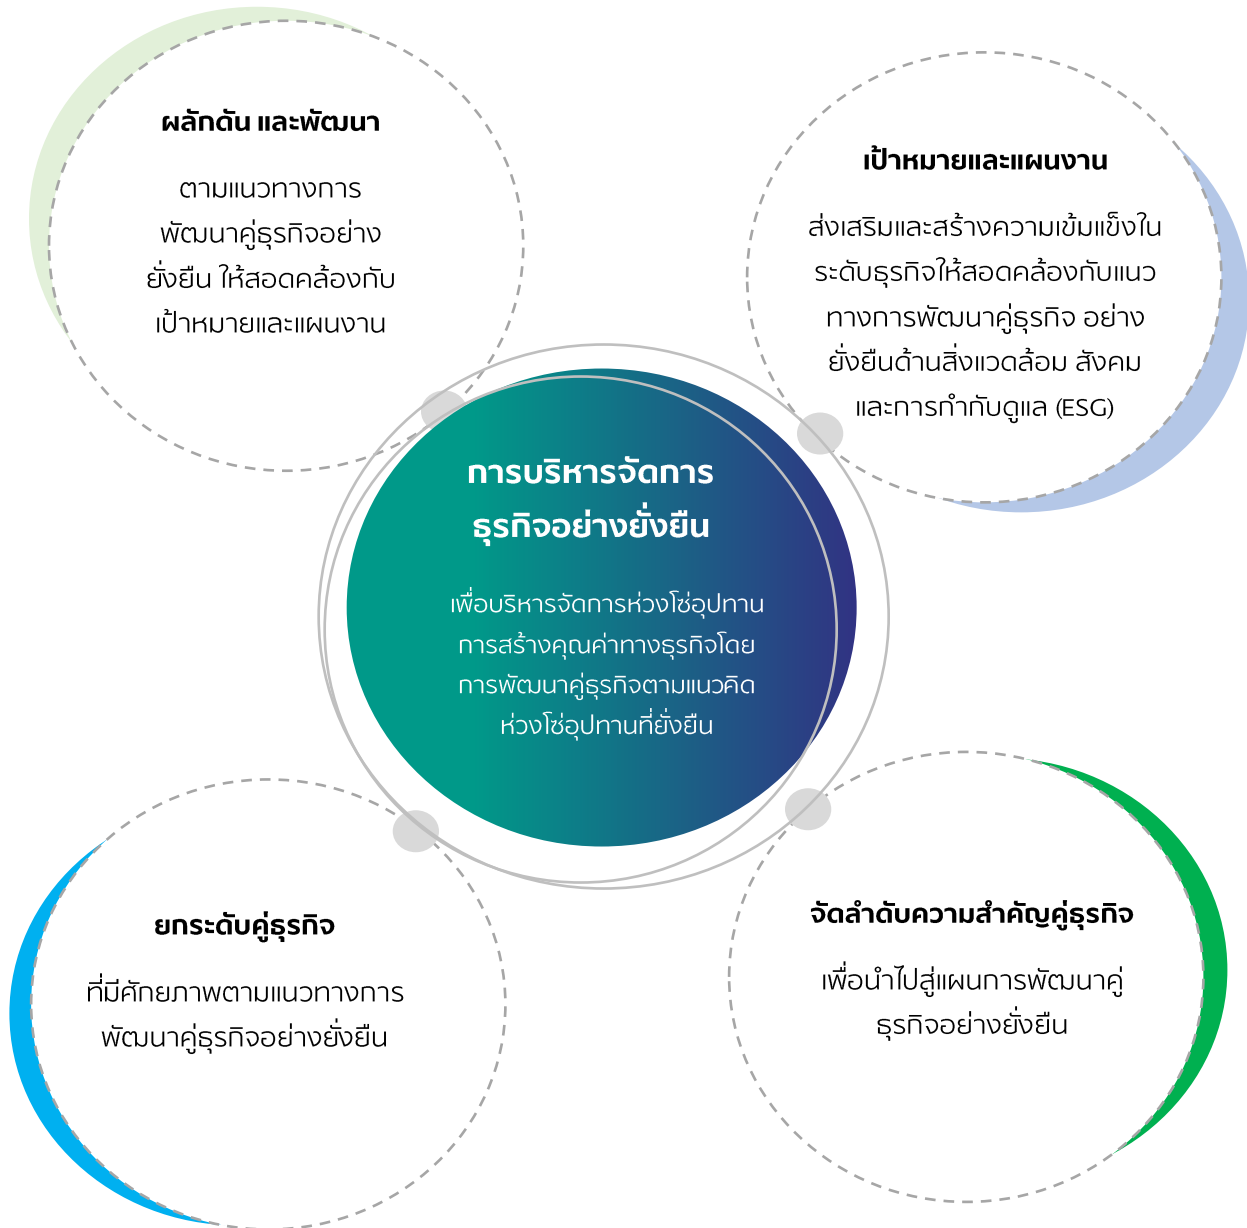 ผลักดัน และพัฒนา
ตามแนวทางการ
พัฒนาคู่ธุรกิจอย่าง
ยั่งยืน ให้สอดคล้องกับ
เป้าหมายและแผนงาน
เป้าหมายและแผนงาน
ส่งเสริมและสร้างความเข้มแข็งใน
ระดับธุรกิจให้สอดคล้องกับแนว
ทางการพัฒนาคู่ธุรกิจ อย่าง
ยั่งยืนด้านสิ่งแวดล้อม สังคม
และการกำกับดูแล (ESG)
การบริหารจัดการ
ธุรกิจอย่างยั่งยืน
เพื่อบริหารจัดการห่วงโซ่อุปทาน
การสร้างคุณค่าทางธุรกิจโดย
การพัฒนาคู่ธุรกิจตามแนวคิด
ห่วงโซ่อุปทานที่ยั่งยืน
ยกระดับคู่ธุรกิจ
ที่มีศักยภาพตามแนวทางการ
พัฒนาคู่ธุรกิจอย่างยั่งยืน
จัดลำดับความสำคัญคู่ธุรกิจ
เพื่อนำไปสู่แผนการพัฒนาคู่
ธุรกิจอย่างยั่งยืน